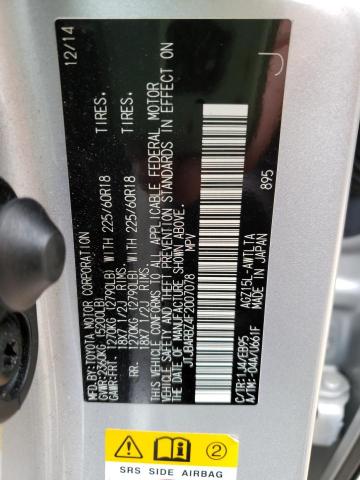 MFD.BY:TOYOTA MOTOR CORPORATION 12/14
GVWR:2360KG (5200LB)
GAWR:FRT. 1270KG (2790LB) WITH 225/60R18 TIRES.
18X7 1/2J RIMS.
RR. 1270KG (2790LB) WITH 225/60R18 TIRES.
18X7 1/2J RIMS.
THIS VEHICLE CONFORMS TO ALL APPLICABLE FEDERAL MOTOR
VEHICLE SAFETY AND THEFT PREVENTION STANDARDS IN EFFECT ON
THE DATE OF MANUFACTURE SHOWN ABOVE.
JTJBARBZ4F2007078 MPV
J
C/TR: 1J4/EB25 AGZ15L-AWTLTA
A/TM:-04A/U661F MADE IN JAPAN 895
SRS SIDE AIRBAG
2